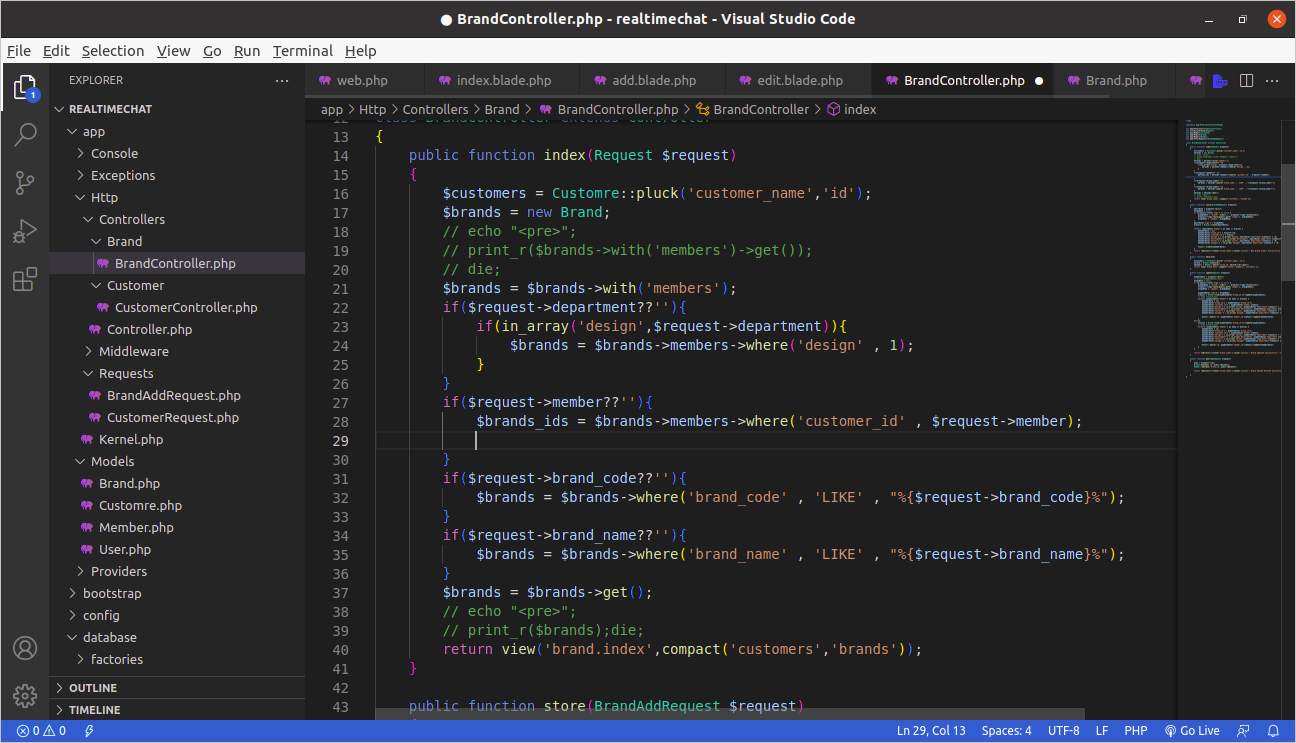 BrandController.php - realtimechat - Visual Studio Code
File Edit Selection View Go Run Terminal Help
EXPLORER
web.php index.blade.php add.blade.php edit.blade.php BrandController.php Brand.php
app > Http > Controllers > Brand > BrandController.php > BrandController > index
1
REALTIMECHAT
app
Console
Exceptions
Http
Controllers
Brand
BrandController.php
Customer
CustomerController.php
Controller.php
Middleware
Requests
BrandAddRequest.php
CustomerRequest.php
Kernel.php
Models
Brand.php
Customre.php
Member.php
User.php
Providers
bootstrap
config
database
factories
OUTLINE
TIMELINE
12 class BrandController extends Controller
13 {
14 public function index(Request $request)
15 {
16 $customers = Customre::pluck('customer_name','id');
17 $brands = new Brand;
18 // echo "<pre>";
19 // print_r($brands->with('members')->get());
20 // die;
21 $brands = $brands->with('members');
22 if($request->department??''){
23 if(in_array('design',$request->department)){
24 $brands = $brands->members->where('design' , 1);
25 }
26 }
27 if($request->member??''){
28 $brands_ids = $brands->members->where('customer_id' , $request->member);
29
30 }
31 if($request->brand_code??''){
32 $brands = $brands->where('brand_code' , 'LIKE' , "%{$request->brand_code}%");
33 }
34 if($request->brand_name??''){
35 $brands = $brands->where('brand_name' , 'LIKE' , "%{$request->brand_name}%");
36 }
37 $brands = $brands->get();
38 // echo "<pre>";
39 // print_r($brands);die;
40 return view('brand.index',compact('customers','brands'));
41 }
42
43 public function store(BrandAddRequest $request)
0 0 Ln 29, Col 13 Spaces: 4 UTF-8 LF PHP Go Live